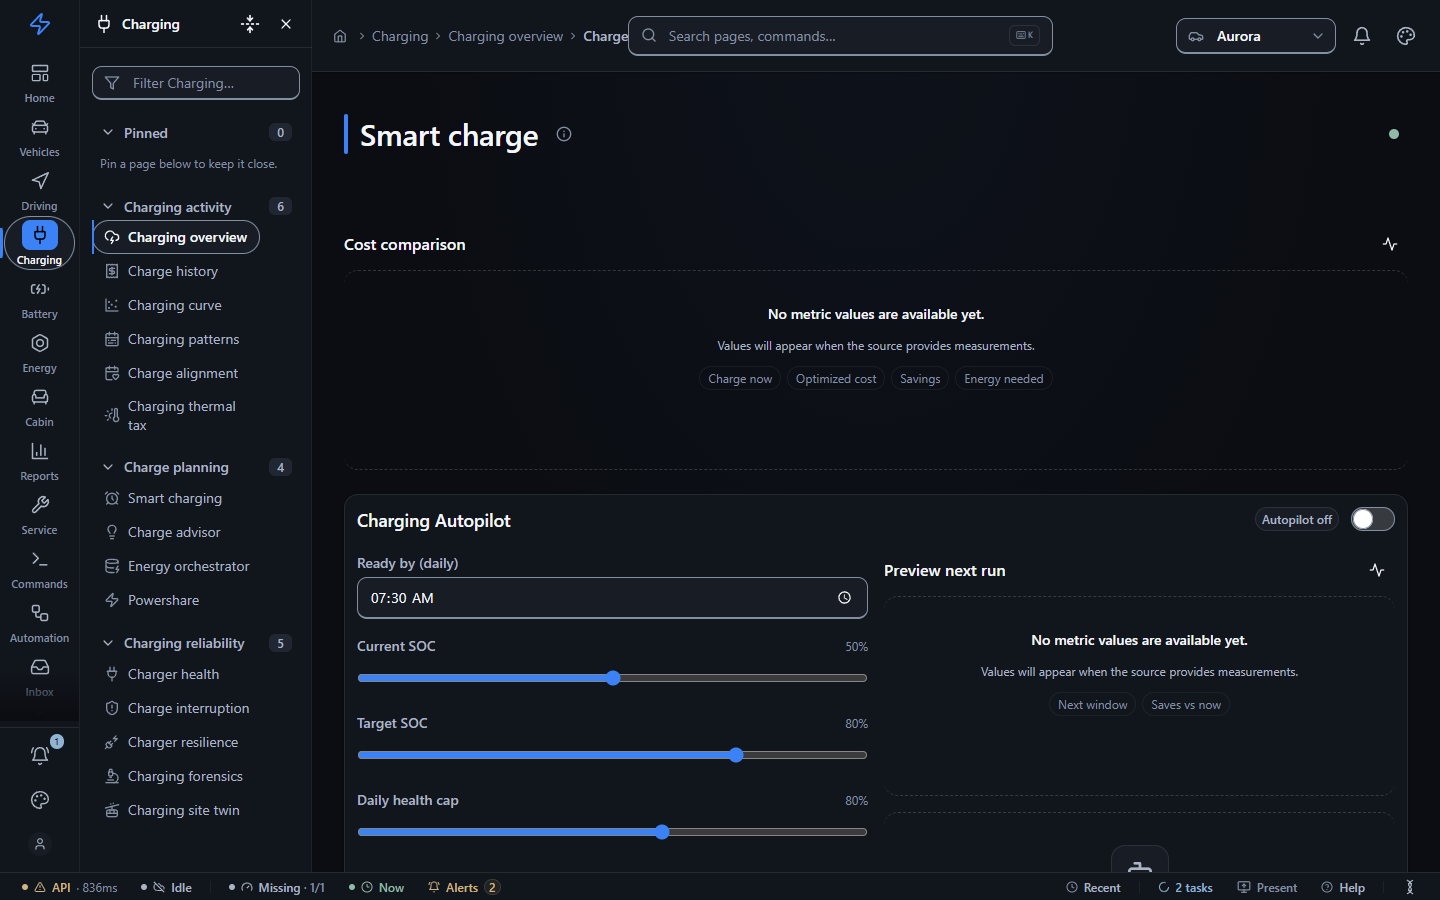 Charging
Charging
Charging overview
Charge
Search pages, commands...
K
Aurora
Home
Vehicles
Driving
Charging
Battery
Energy
Cabin
Reports
Service
Commands
Automation
Inbox
1
Filter Charging...
Pinned
0
Pin a page below to keep it close.
Charging activity
6
Charging overview
Charge history
Charging curve
Charging patterns
Charge alignment
Charging thermal
tax
Charge planning
4
Smart charging
Charge advisor
Energy orchestrator
Powershare
Charging reliability
5
Charger health
Charge interruption
Charger resilience
Charging forensics
Charging site twin
Smart charge
Cost comparison
No metric values are available yet.
Values will appear when the source provides measurements.
Charge now
Optimized cost
Savings
Energy needed
Charging Autopilot
Autopilot off
Ready by (daily)
07:30 AM
Current SOC
50%
Target SOC
80%
Daily health cap
80%
Preview next run
No metric values are available yet.
Values will appear when the source provides measurements.
Next window
Saves vs now
API · 836ms
Idle
Missing · 1/1
Now
Alerts
2
Recent
2 tasks
Present
Help